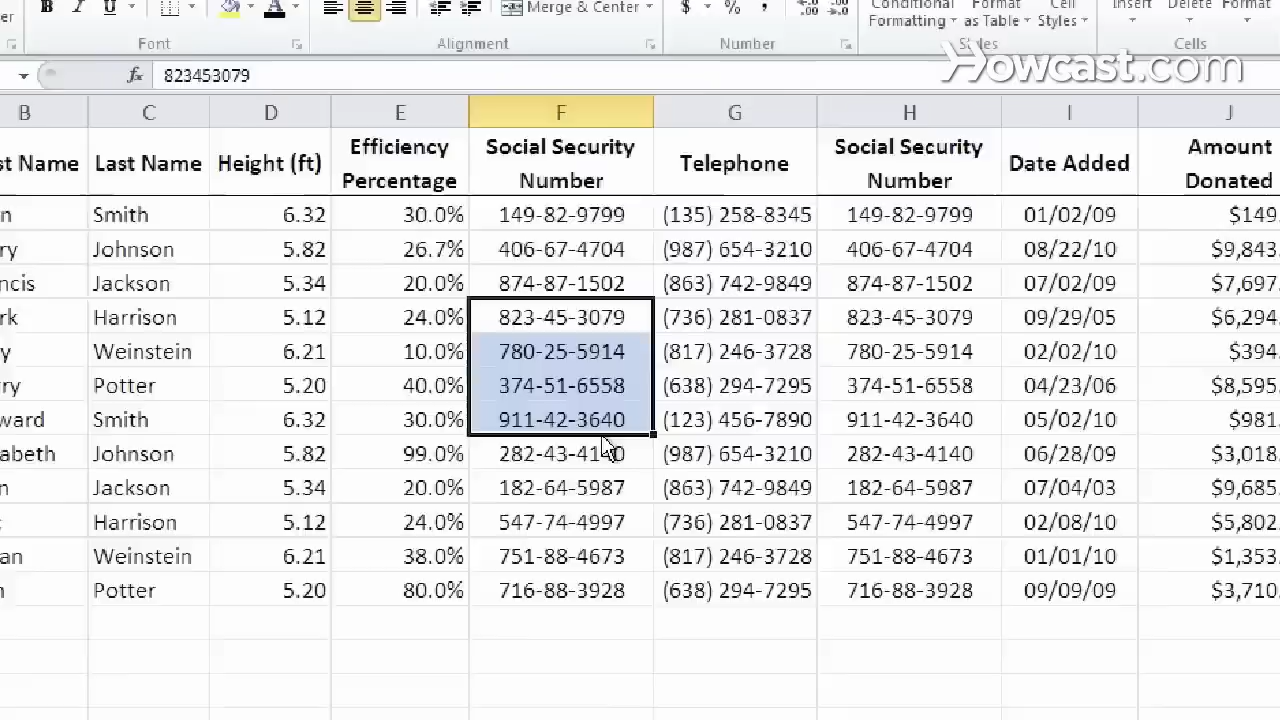 B I U A Merge & Center $ % , Conditional Format Cell Insert Delete Format
Formatting as Table Styles
Font Alignment Number Styles Cells
Howcast.com
fx 823453079
B C D E F G H I J
st Name Last Name Height (ft) Efficiency Percentage Social Security Number Telephone Social Security Number Date Added Amount Donated
n Smith 6.32 30.0% 149-82-9799 (135) 258-8345 149-82-9799 01/02/09 $149.
ry Johnson 5.82 26.7% 406-67-4704 (987) 654-3210 406-67-4704 08/22/10 $9,843.
ncis Jackson 5.34 20.0% 874-87-1502 (863) 742-9849 874-87-1502 07/02/09 $7,697.
rk Harrison 5.12 24.0% 823-45-3079 (736) 281-0837 823-45-3079 09/29/05 $6,294.
y Weinstein 6.21 10.0% 780-25-5914 (817) 246-3728 780-25-5914 02/02/10 $394.
rry Potter 5.20 40.0% 374-51-6558 (638) 294-7295 374-51-6558 04/23/06 $8,595.
ward Smith 6.32 30.0% 911-42-3640 (123) 456-7890 911-42-3640 05/02/10 $981.
abeth Johnson 5.82 99.0% 282-43-4140 (987) 654-3210 282-43-4140 06/28/09 $3,018.
n Jackson 5.34 20.0% 182-64-5987 (863) 742-9849 182-64-5987 07/04/03 $9,685.
Harrison 5.12 24.0% 547-74-4997 (736) 281-0837 547-74-4997 02/08/10 $5,802.
an Weinstein 6.21 38.0% 751-88-4673 (817) 246-3728 751-88-4673 01/01/10 $1,353.
Potter 5.20 80.0% 716-88-3928 (638) 294-7295 716-88-3928 09/09/09 $3,710.